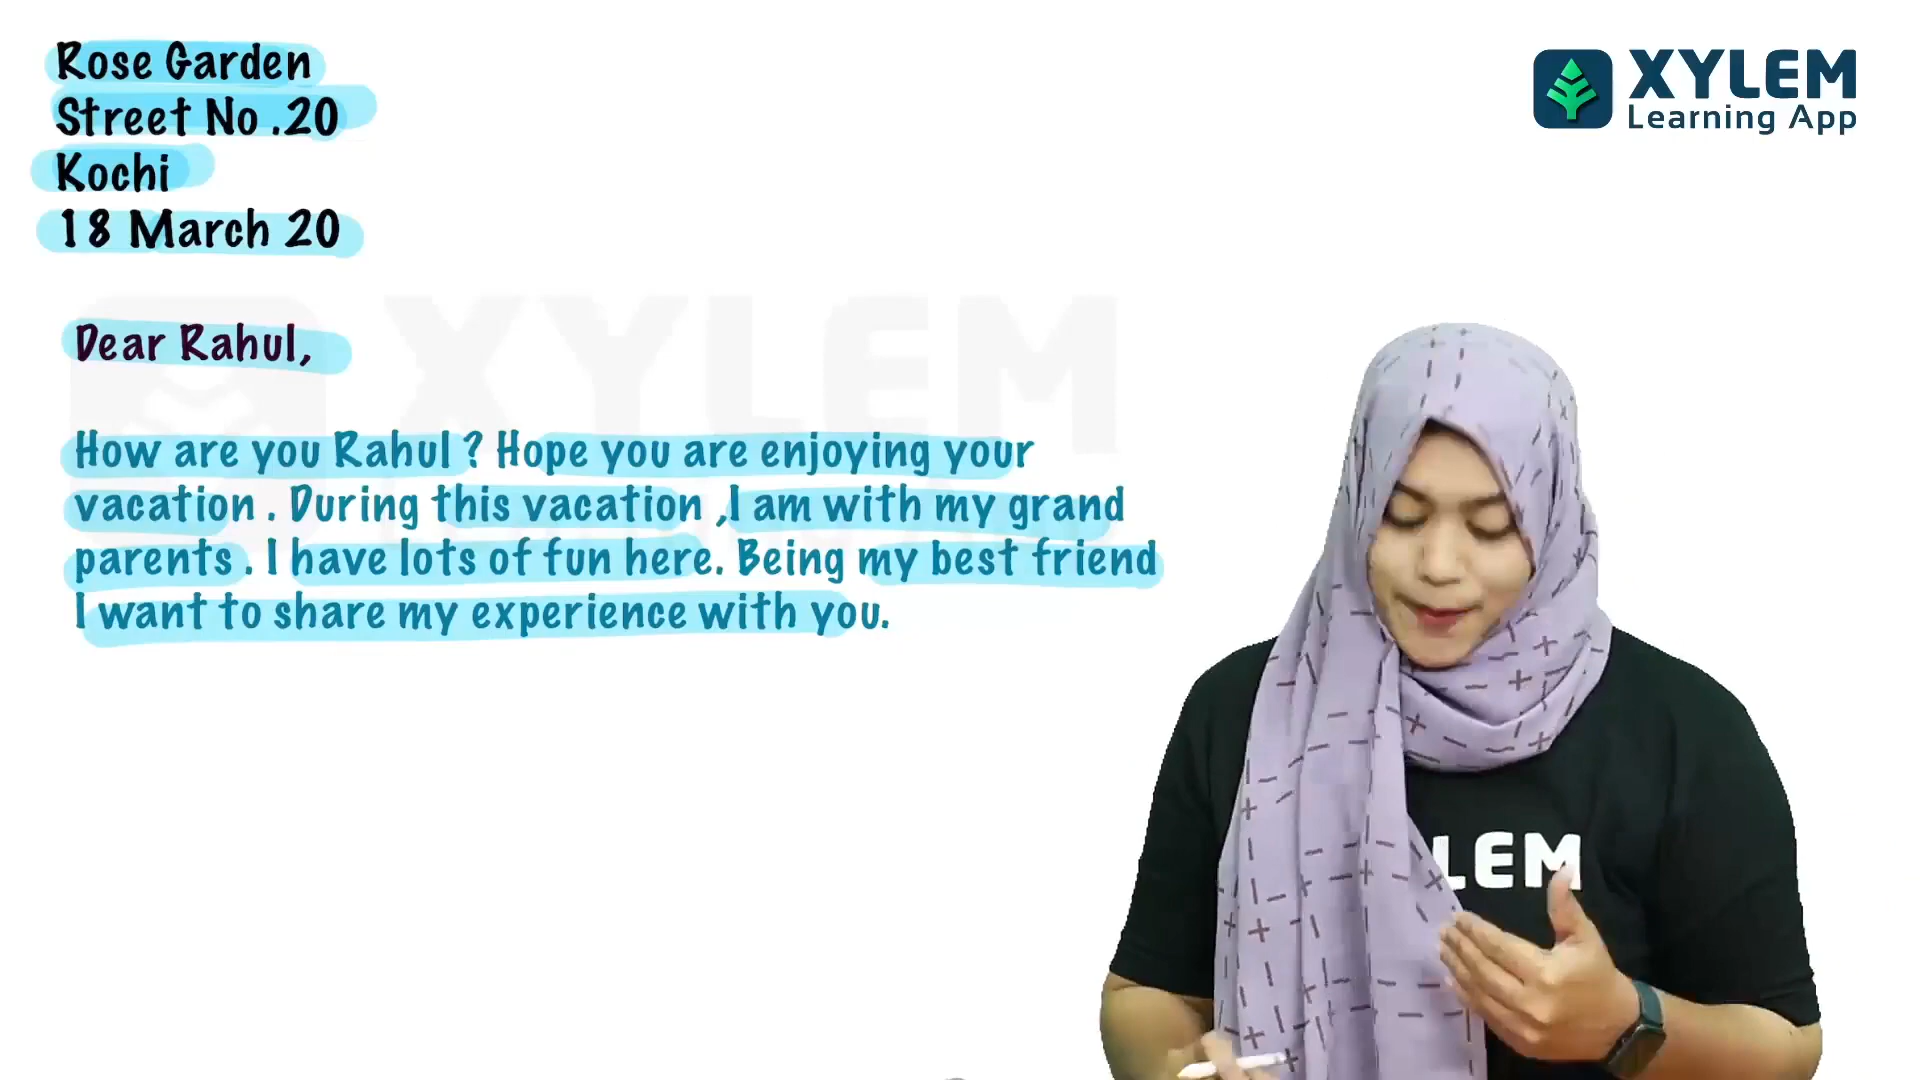 Rose Garden
Street No .20
Kochi
18 March 20
XYLEM
Learning App
Dear Rahul,
XYLEM
How are you Rahul ? Hope you are enjoying your
vacation . During this vacation ,I am with my grand
parents . I have lots of fun here. Being my best friend
I want to share my experience with you.
LEM